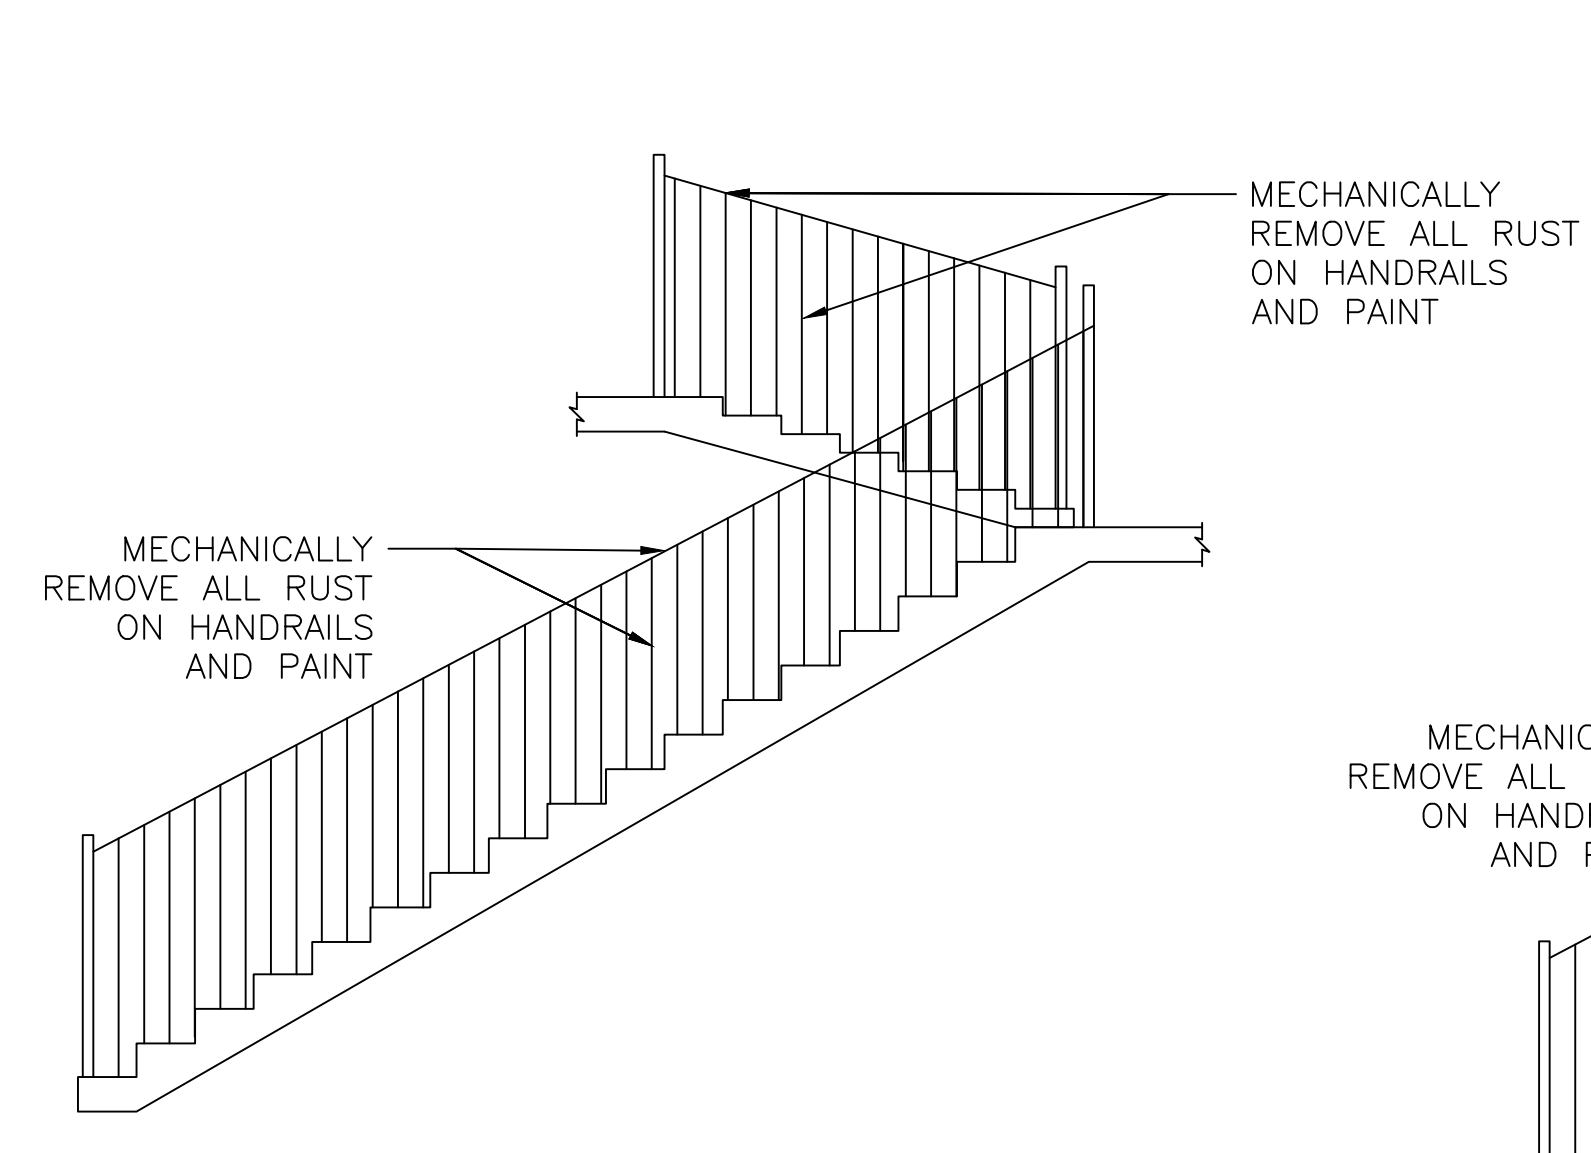 MECHANICALLY
REMOVE ALL RUST
ON HANDRAILS
AND PAINT
MECHANICALLY
REMOVE ALL RUST
ON HANDRAILS
AND PAINT
REMOVE ALL
ON
AND